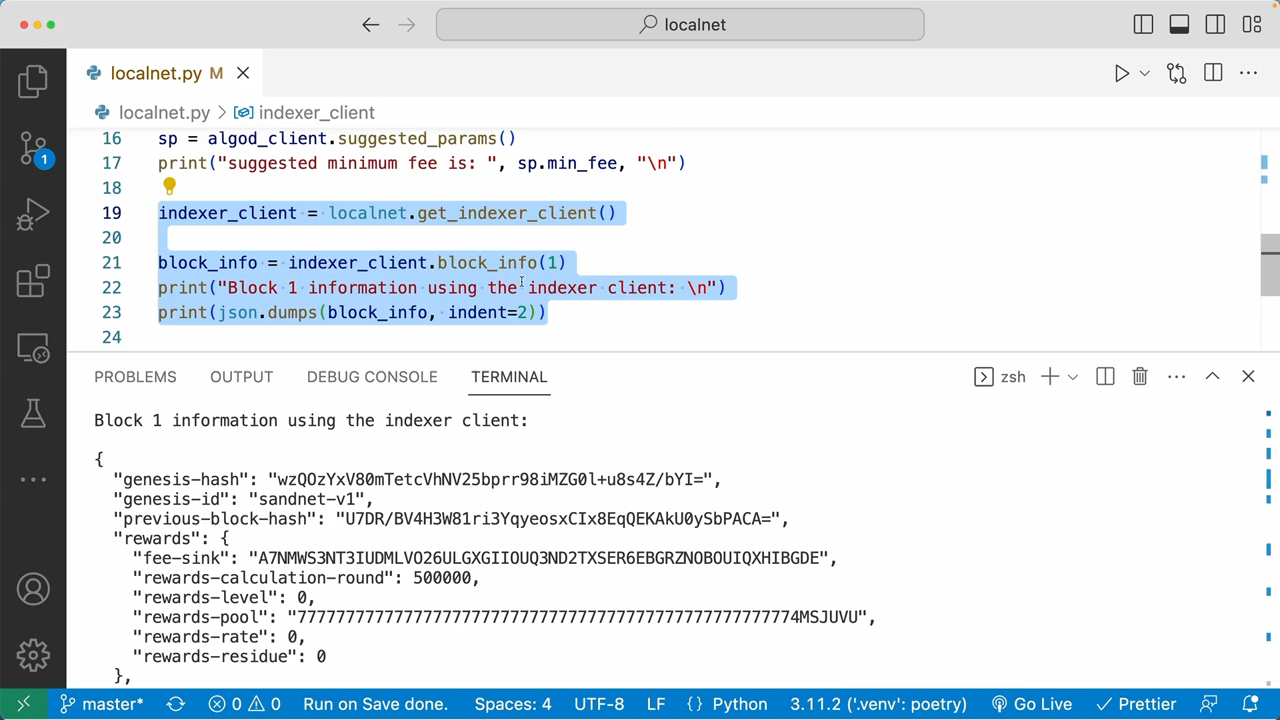 localnet
localnet.py M
localnet.py > indexer_client
16 sp = algod_client.suggested_params()
17 print("suggested minimum fee is: ", sp.min_fee, "\n")
18
19 indexer_client = localnet.get_indexer_client()
20
21 block_info = indexer_client.block_info(1)
22 print("Block 1 information using the indexer client: \n")
23 print(json.dumps(block_info, indent=2))
24
1
PROBLEMS OUTPUT DEBUG CONSOLE TERMINAL zsh
Block 1 information using the indexer client:
{
"genesis-hash": "wzQOzYxV80mTetcVhNV25bprr98iMZG0l+u8s4Z/bYI=",
"genesis-id": "sandnet-v1",
"previous-block-hash": "U7DR/BV4H3W81ri3YqyeosxCIx8EqQEKAkU0ySbPACA=",
"rewards": {
"fee-sink": "A7NMWS3NT3IUDMLVO26ULGXGIIOUQ3ND2TXSER6EBGRZNOBOUIQXHIBGDE",
"rewards-calculation-round": 500000,
"rewards-level": 0,
"rewards-pool": "7777777777777777777777777777777777777777777777777774MSJUVU",
"rewards-rate": 0,
"rewards-residue": 0
},
master* 0 0 Run on Save done. Spaces: 4 UTF-8 LF {} Python 3.11.2 ('.venv': poetry) Go Live Prettier